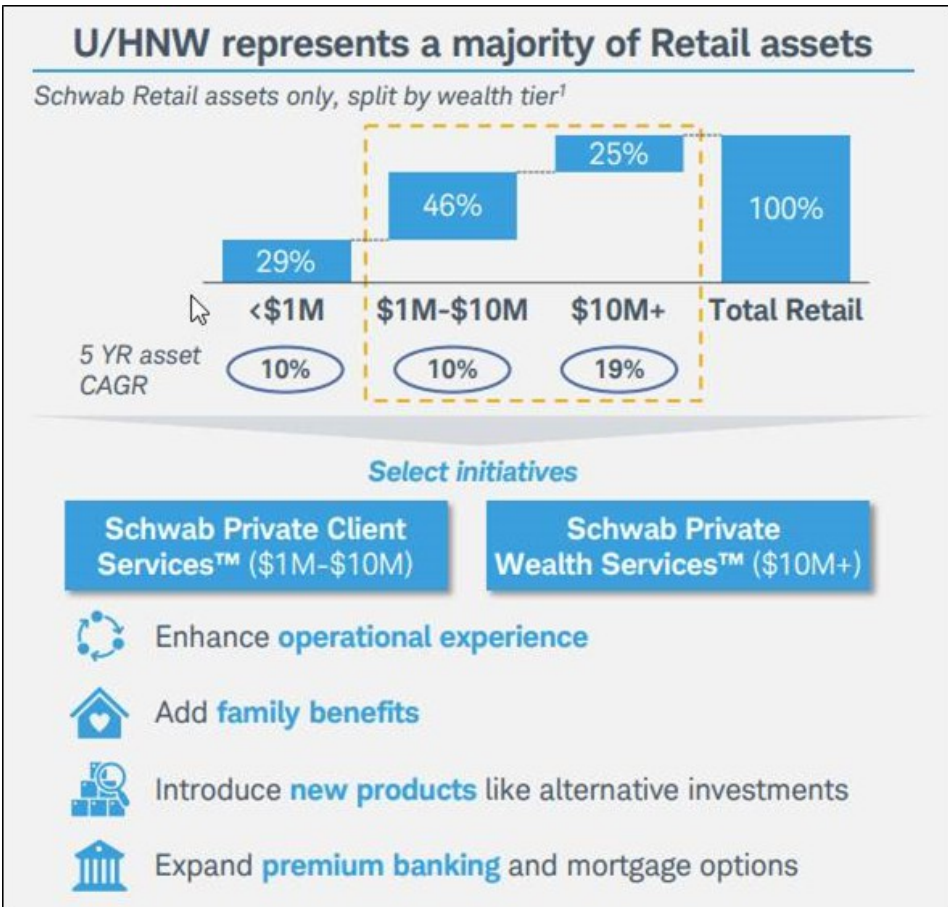 U/HNW represents a majority of Retail assets
Schwab Retail assets only, split by wealth tier¹
25%
46%
100%
29%
<$1M $1M-$10M $10M+ Total Retail
5 YR asset
CAGR
10% 10% 19%
Select initiatives
Schwab Private Client
Services™ ($1M-$10M)
Schwab Private
Wealth Services™ ($10M+)
Enhance operational experience
Add family benefits
Introduce new products like alternative investments
Expand premium banking and mortgage options